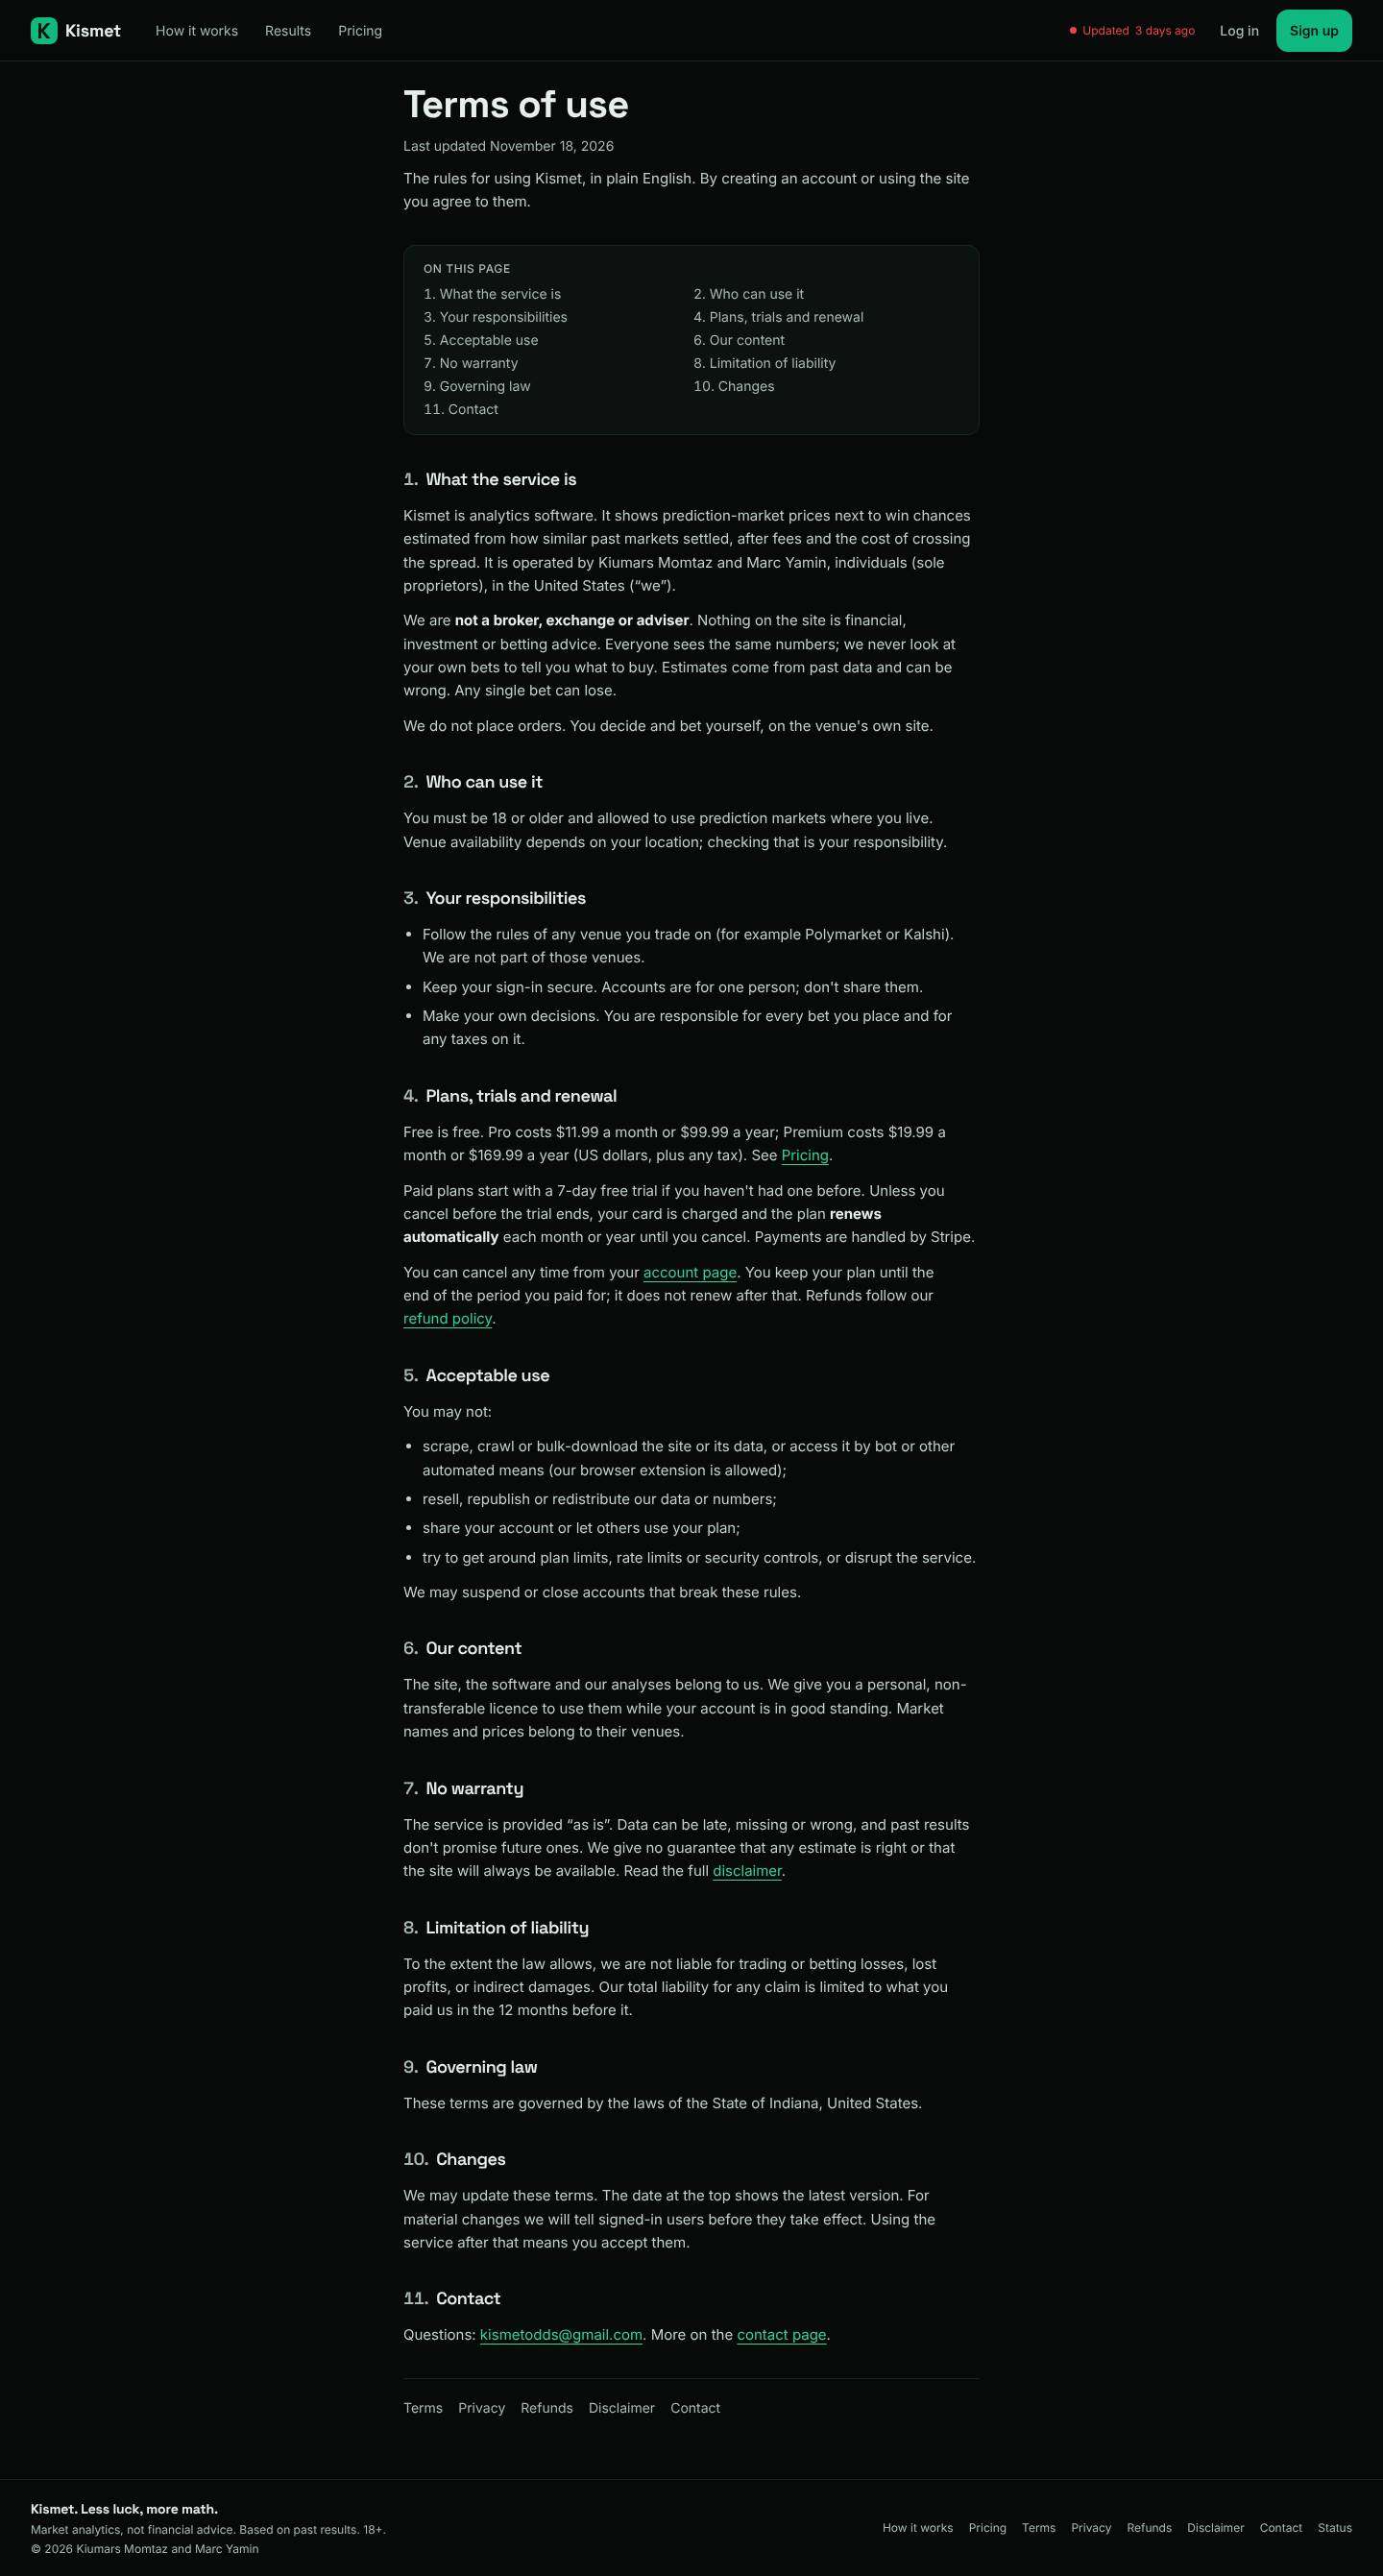 K Kismet How it works Results Pricing Updated 3 days ago Log in Sign up
Terms of use
Last updated November 18, 2026
The rules for using Kismet, in plain English. By creating an account or using the site
you agree to them.
ON THIS PAGE
1. What the service is
2. Who can use it
3. Your responsibilities
4. Plans, trials and renewal
5. Acceptable use
6. Our content
7. No warranty
8. Limitation of liability
9. Governing law
10. Changes
11. Contact
1. What the service is
Kismet is analytics software. It shows prediction-market prices next to win chances
estimated from how similar past markets settled, after fees and the cost of crossing
the spread. It is operated by Kiumars Momtaz and Marc Yamin, individuals (sole
proprietors), in the United States (“we”).
We are not a broker, exchange or adviser. Nothing on the site is financial,
investment or betting advice. Everyone sees the same numbers; we never look at
your own bets to tell you what to buy. Estimates come from past data and can be
wrong. Any single bet can lose.
We do not place orders. You decide and bet yourself, on the venue's own site.
2. Who can use it
You must be 18 or older and allowed to use prediction markets where you live.
Venue availability depends on your location; checking that is your responsibility.
3. Your responsibilities
• Follow the rules of any venue you trade on (for example Polymarket or Kalshi).
We are not part of those venues.
• Keep your sign-in secure. Accounts are for one person; don't share them.
• Make your own decisions. You are responsible for every bet you place and for
any taxes on it.
4. Plans, trials and renewal
Free is free. Pro costs $11.99 a month or $99.99 a year; Premium costs $19.99 a
month or $169.99 a year (US dollars, plus any tax). See Pricing.
Paid plans start with a 7-day free trial if you haven't had one before. Unless you
cancel before the trial ends, your card is charged and the plan renews
automatically each month or year until you cancel. Payments are handled by Stripe.
You can cancel any time from your account page. You keep your plan until the
end of the period you paid for; it does not renew after that. Refunds follow our
refund policy.
5. Acceptable use
You may not:
• scrape, crawl or bulk-download the site or its data, or access it by bot or other
automated means (our browser extension is allowed);
• resell, republish or redistribute our data or numbers;
• share your account or let others use your plan;
• try to get around plan limits, rate limits or security controls, or disrupt the service.
We may suspend or close accounts that break these rules.
6. Our content
The site, the software and our analyses belong to us. We give you a personal, non-
transferable licence to use them while your account is in good standing. Market
names and prices belong to their venues.
7. No warranty
The service is provided “as is”. Data can be late, missing or wrong, and past results
don't promise future ones. We give no guarantee that any estimate is right or that
the site will always be available. Read the full disclaimer.
8. Limitation of liability
To the extent the law allows, we are not liable for trading or betting losses, lost
profits, or indirect damages. Our total liability for any claim is limited to what you
paid us in the 12 months before it.
9. Governing law
These terms are governed by the laws of the State of Indiana, United States.
10. Changes
We may update these terms. The date at the top shows the latest version. For
material changes we will tell signed-in users before they take effect. Using the
service after that means you accept them.
11. Contact
Questions: kismetodds@gmail.com. More on the contact page.
Terms Privacy Refunds Disclaimer Contact
Kismet. Less luck, more math.
Market analytics, not financial advice. Based on past results. 18+.
© 2026 Kiumars Momtaz and Marc Yamin
How it works Pricing Terms Privacy Refunds Disclaimer Contact Status